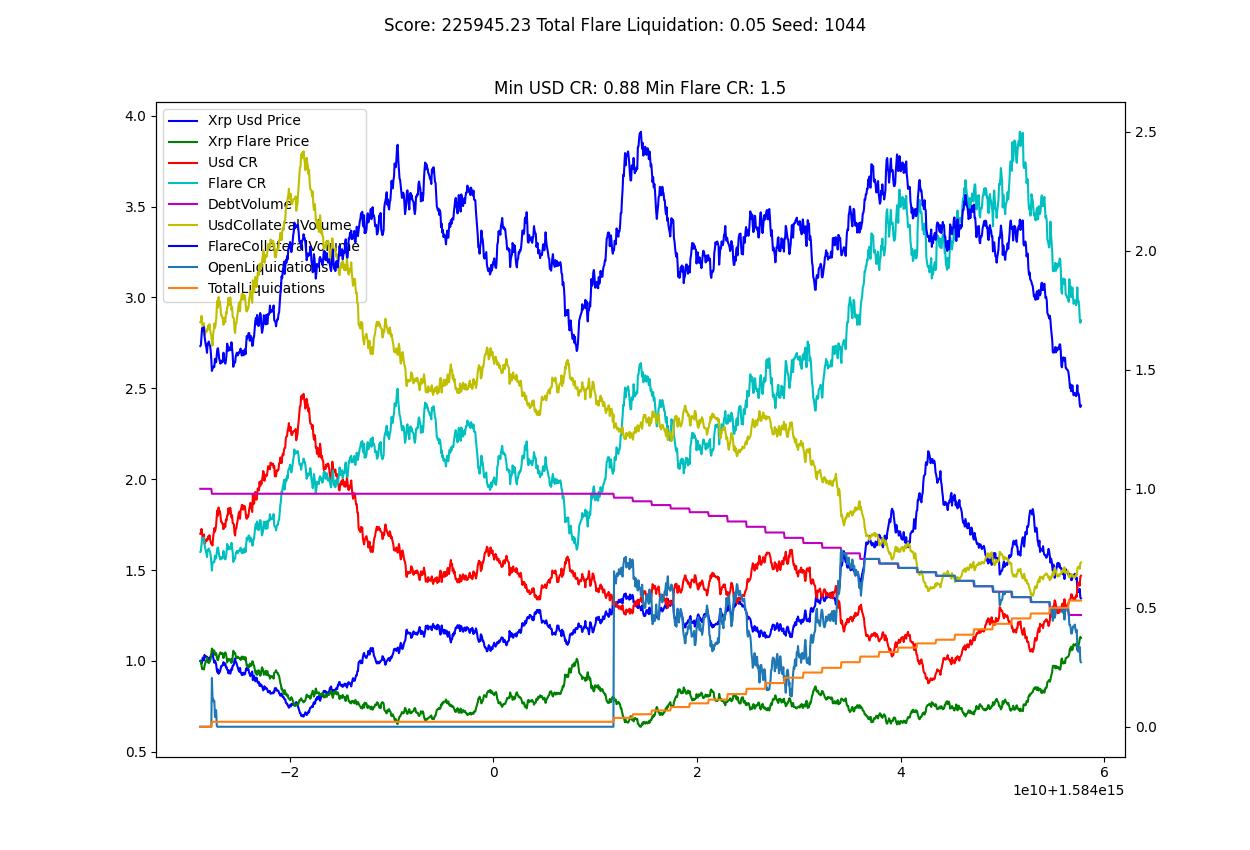 Score: 225945.23 Total Flare Liquidation: 0.05 Seed: 1044
Min USD CR: 0.88 Min Flare CR: 1.5
4.0
3.5
3.0
2.5
2.0
1.5
1.0
0.5
Xrp Usd Price
Xrp Flare Price
Usd CR
Flare CR
DebtVolume
UsdCollateralVolume
FlareCollateralVolume
OpenLiquidations
TotalLiquidations
2.5
2.0
1.5
1.0
0.5
0.0
−2
0
2
4
6
1e10+1.584e15